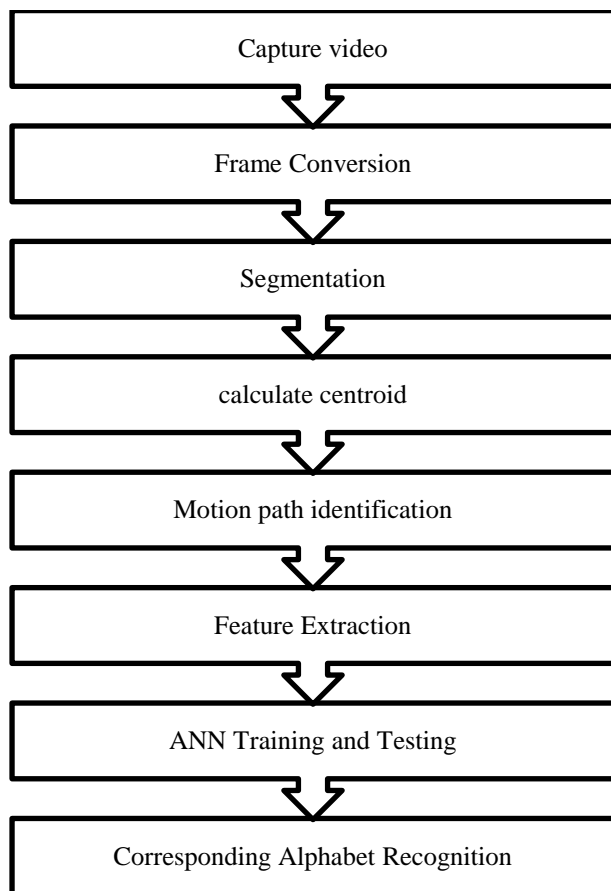 Capture video
Frame Conversion
Segmentation
calculate centroid
Motion path identification
Feature Extraction
ANN Training and Testing
Corresponding Alphabet Recognition